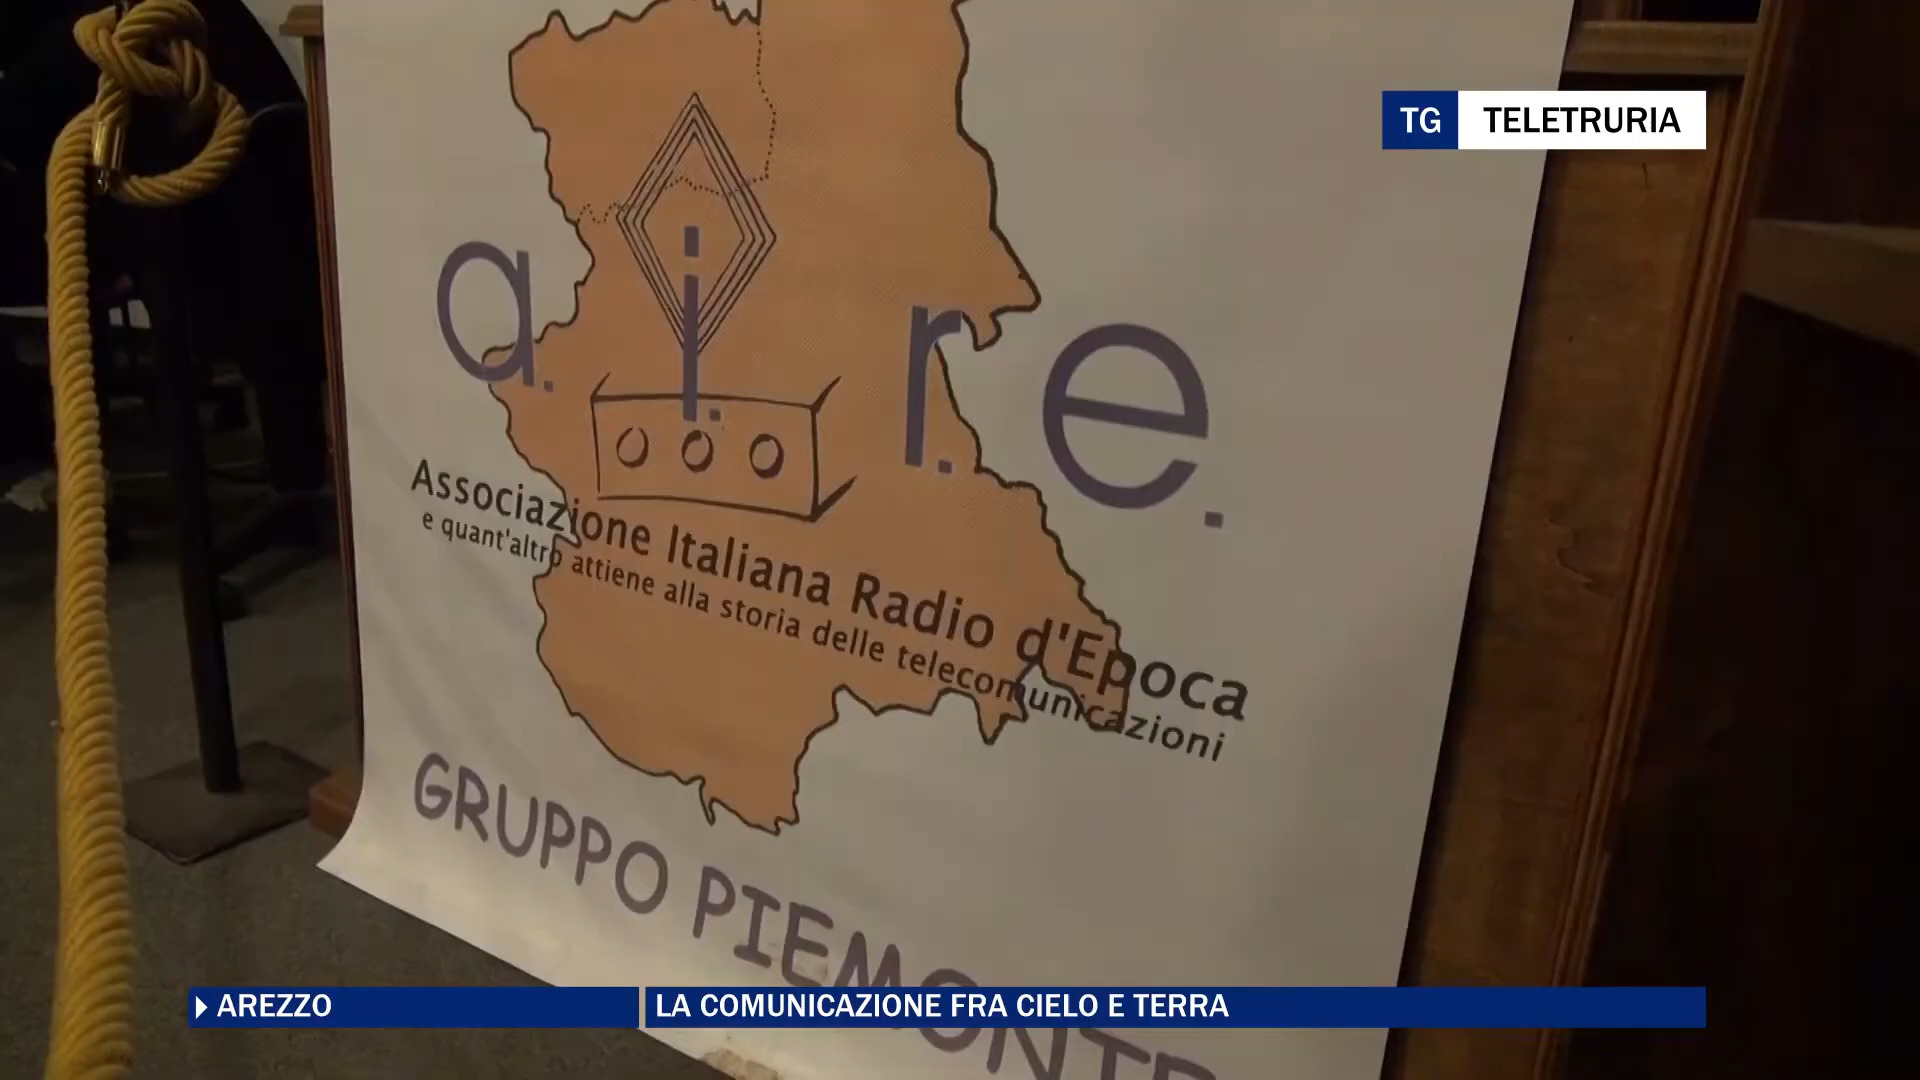 TG TELETRURIA
a.i.r.e.
Associazione Italiana Radio d'Epoca
e quant'altro attiene alla storia delle telecomunicazioni
GRUPPO PIEMONTE
AREZZO
LA COMUNICAZIONE FRA CIELO E TERRA